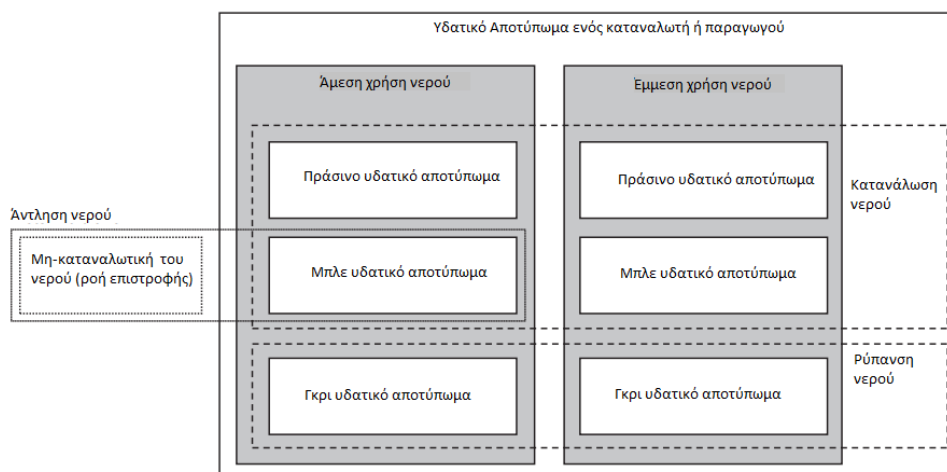 Υδατικό Αποτύπωμα ενός καταναλωτή ή παραγωγού
Άμεση χρήση νερού
Έμμεση χρήση νερού
Πράσινο υδατικό αποτύπωμα
Πράσινο υδατικό αποτύπωμα
Κατανάλωση
νερού
Άντληση νερού
Μη-καταναλωτική του
νερού (ροή επιστροφής)
Μπλε υδατικό αποτύπωμα
Μπλε υδατικό αποτύπωμα
Ρύπανση
νερού
Γκρι υδατικό αποτύπωμα
Γκρι υδατικό αποτύπωμα